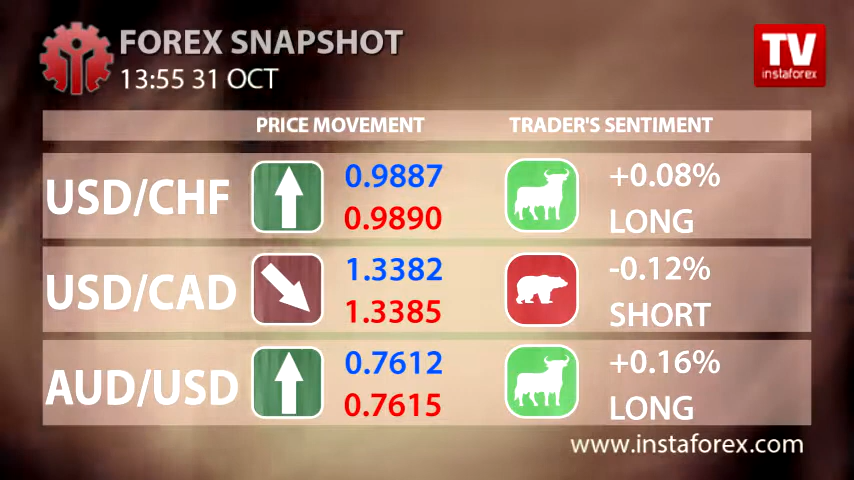 FOREX SNAPSHOT
13:55 31 OCT
TV
instaforex
PRICE MOVEMENT TRADER'S SENTIMENT
USD/CHF
0.9887
0.9890
+0.08%
LONG
USD/CAD
1.3382
1.3385
-0.12%
SHORT
AUD/USD
0.7612
0.7615
+0.16%
LONG
www.instaforex.com